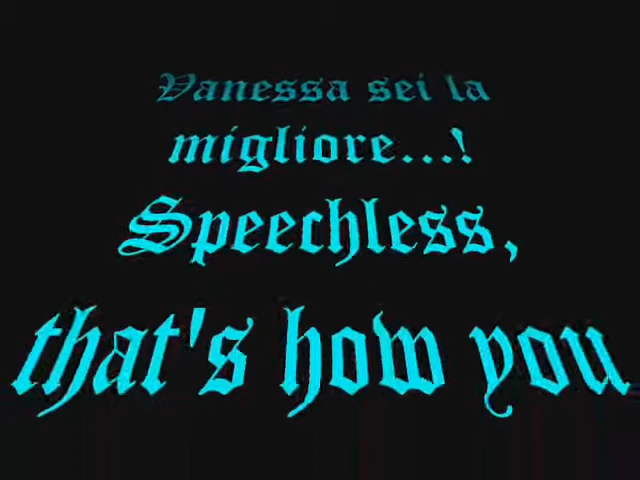 Vanessa sei la
migliore...!
Speechless,
that's how you